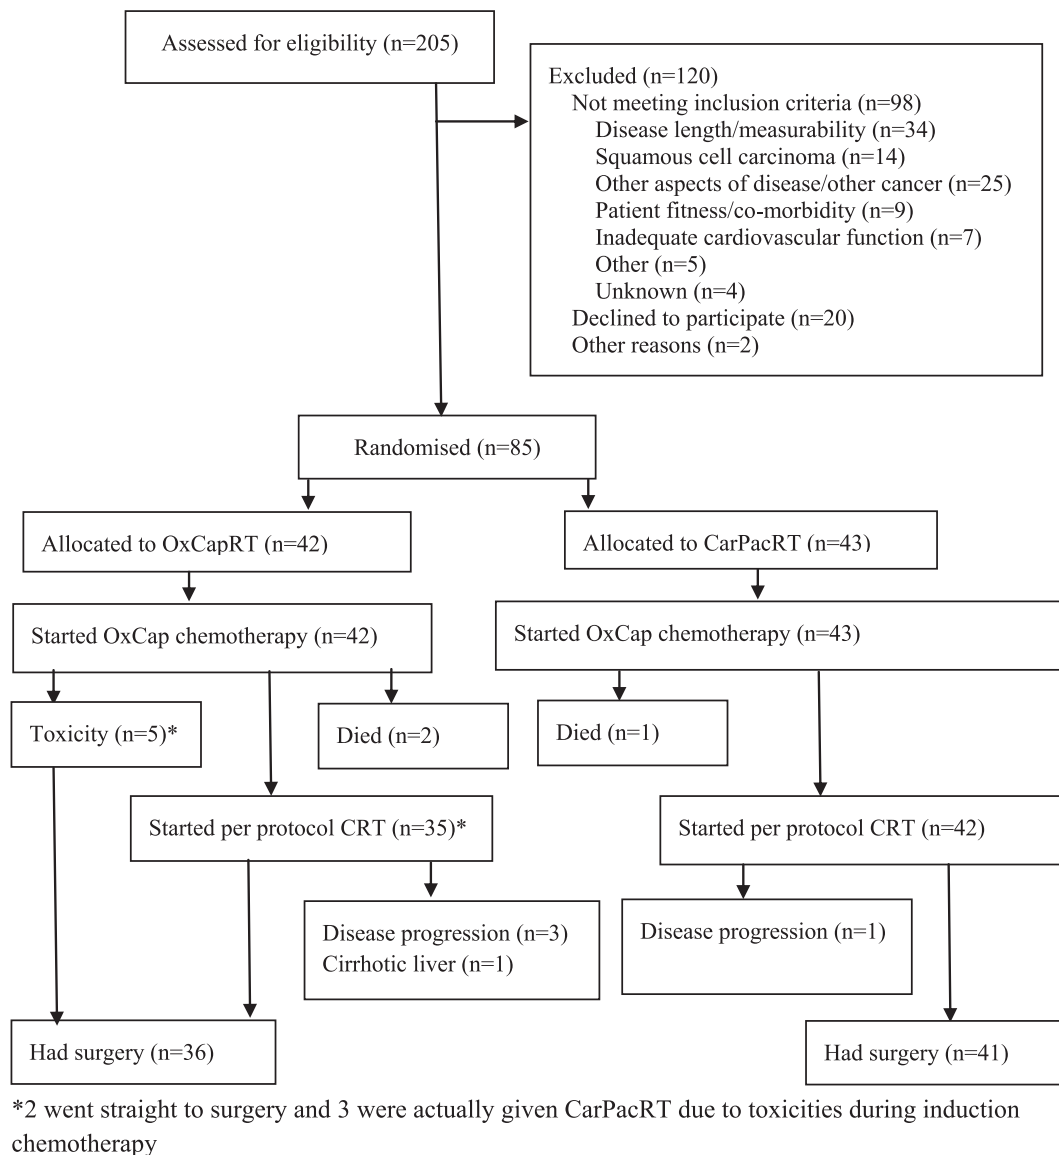 Assessed for eligibility (n=205)
Excluded (n=120)
Not meeting inclusion criteria (n=98)
Disease length/measurability (n=34)
Squamous cell carcinoma (n=14)
Other aspects of disease/other cancer (n=25)
Patient fitness/co-morbidity (n=9)
Inadequate cardiovascular function (n=7)
Other (n=5)
Unknown (n=4)
Declined to participate (n=20)
Other reasons (n=2)
Randomised (n=85)
Allocated to OxCapRT (n=42)
Allocated to CarPacRT (n=43)
Started OxCap chemotherapy (n=42)
Started OxCap chemotherapy (n=43)
Toxicity (n=5)*
Died (n=2)
Died (n=1)
Started per protocol CRT (n=35)*
Started per protocol CRT (n=42)
Disease progression (n=3)
Cirrhotic liver (n=1)
Disease progression (n=1)
Had surgery (n=36)
Had surgery (n=41)
*2 went straight to surgery and 3 were actually given CarPacRT due to toxicities during induction
chemotherapy